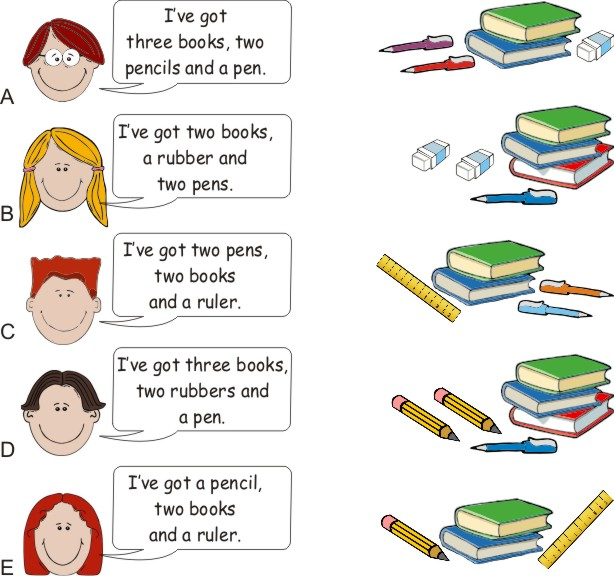 I've got
three books, two
pencils and a pen.
A
I've got two books,
a rubber and
two pens.
B
I've got two pens,
two books
and a ruler.
C
I've got three books,
two rubbers and
a pen.
D
I've got a pencil,
two books
and a ruler.
E